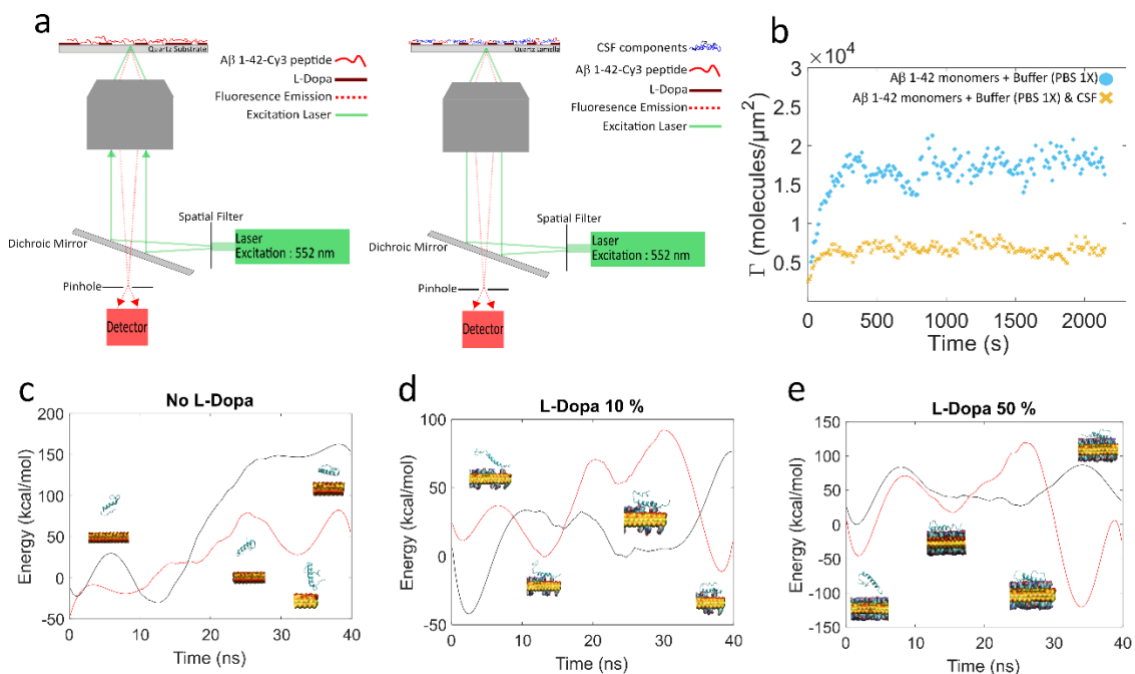 a
Quartz Substrate
Aβ 1-42-Cy3 peptide
L-Dopa
Fluoresence Emission
Excitation Laser
Spatial Filter
Dichroic Mirror
Laser
Excitation : 552 nm
Pinhole
Detector
Quartz Lamella
CSF components
Aβ 1-42-Cy3 peptide
L-Dopa
Fluoresence Emission
Excitation Laser
Spatial Filter
Dichroic Mirror
Laser
Excitation : 552 nm
Pinhole
Detector
b
×10⁴
Aβ 1-42 monomers + Buffer (PBS 1X)
Aβ 1-42 monomers + Buffer (PBS 1X) & CSF
3
2.5
2
1.5
1
0.5
Γ (molecules/μm²)
0 500 1000 1500 2000
Time (s)
c
No L-Dopa
200
150
100
50
0
-50
Energy (kcal/mol)
0 10 20 30 40
Time (ns)
d
L-Dopa 10 %
100
50
0
-50
Energy (kcal/mol)
0 10 20 30 40
Time (ns)
e
L-Dopa 50 %
150
100
50
0
-50
-100
-150
Energy (kcal/mol)
0 10 20 30 40
Time (ns)